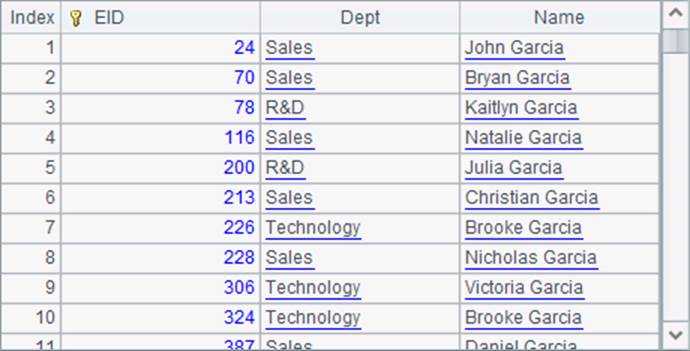 Index EID Dept Name
1 24 Sales John Garcia
2 70 Sales Bryan Garcia
3 78 R&D Kaitlyn Garcia
4 116 Sales Natalie Garcia
5 200 R&D Julia Garcia
6 213 Sales Christian Garcia
7 226 Technology Brooke Garcia
8 228 Sales Nicholas Garcia
9 306 Technology Victoria Garcia
10 324 Technology Brooke Garcia
11 387 Sales Daniel Garcia